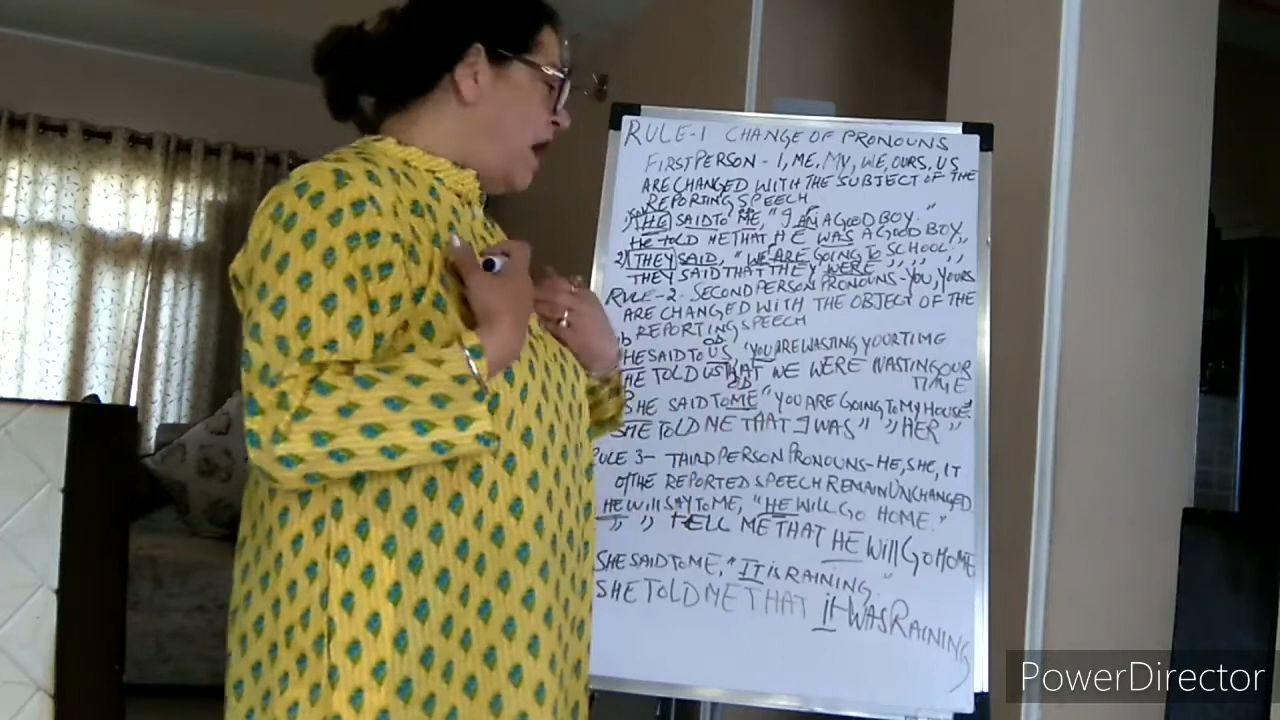 RULE-1 CHANGE OF PRONOUNS
FIRST PERSON - I, ME, MY, WE, OURS, US
ARE CHANGED WITH THE SUBJECT OF THE
REPORTING SPEECH
1) HE SAID TO ME, "I AM A GOOD BOY."
HE TOLD ME THAT HE WAS A GOOD BOY
2) THEY SAID, "WE ARE GOING TO SCHOOL"
THEY SAID THAT THEY WERE " " "
RULE-2- SECOND PERSON PRONOUNS-YOU, YOURS
ARE CHANGED WITH THE OBJECT OF THE
REPORTING SPEECH
HE SAID TO US, "YOU ARE WASTING YOUR TIME
HE TOLD US THAT WE WERE WASTING OUR
TIME
SHE SAID TO ME "YOU ARE GOING TO MY HOUSE."
SHE TOLD ME THAT I WAS " " HER "
RULE 3- THIRD PERSON PRONOUNS-HE, SHE, IT
OF THE REPORTED SPEECH REMAIN UNCHANGED
HE Will SAY TO ME, "HE WILL GO HOME."
" " TELL ME THAT HE Will GO HOME
SHE SAID TO ME, "IT is RAINING."
SHE TOLD ME THAT it WAS RAINING
PowerDirector